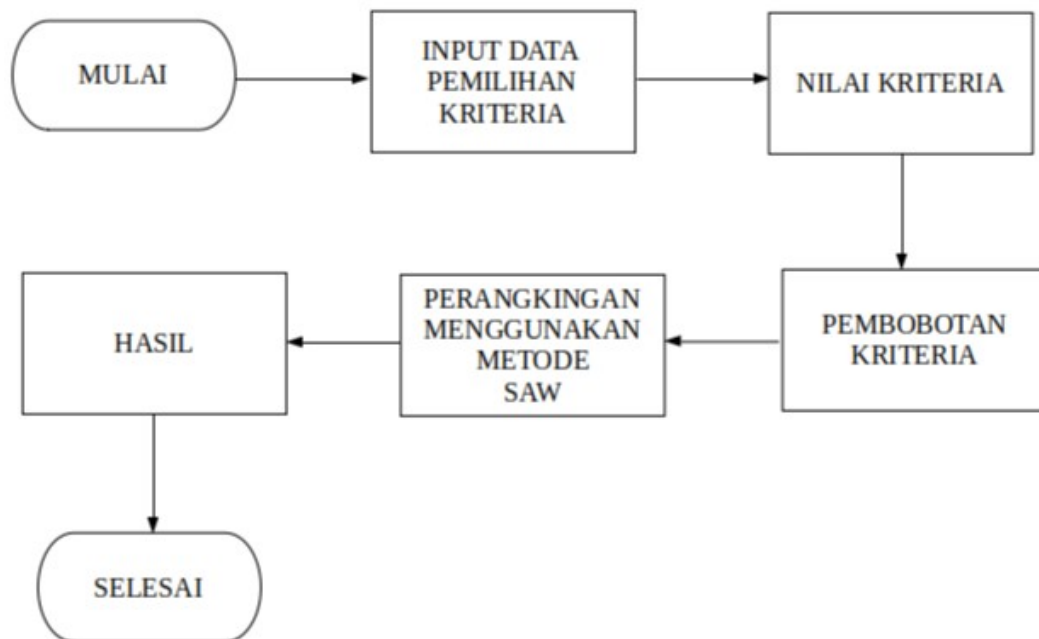 MULAI
INPUT DATA
PEMILIHAN
KRITERIA
NILAI KRITERIA
PEMBOBOTAN
KRITERIA
PERANGKINGAN
MENGGUNAKAN
METODE
SAW
HASIL
SELESAI